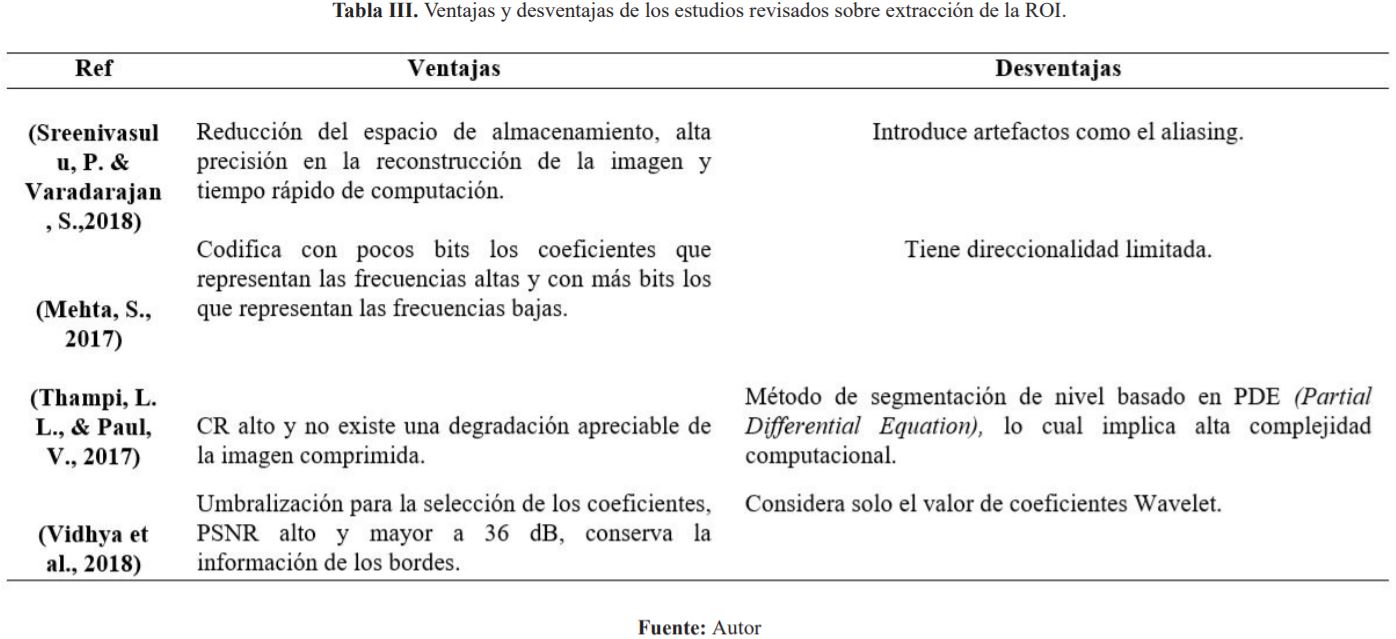 Tabla III. Ventajas y desventajas de los estudios revisados sobre extracción de la ROI.
Ref Ventajas Desventajas
(Sreenivasul
u, P. &
Varadarajan
, S.,2018)
Reducción del espacio de almacenamiento, alta
precisión en la reconstrucción de la imagen y
tiempo rápido de computación.
Introduce artefactos como el aliasing.
(Mehta, S.,
2017)
Codifica con pocos bits los coeficientes que
representan las frecuencias altas y con más bits los
que representan las frecuencias bajas.
Tiene direccionalidad limitada.
(Thampi, L.
L., & Paul,
V., 2017)
CR alto y no existe una degradación apreciable de
la imagen comprimida.
Método de segmentación de nivel basado en PDE (Partial
Differential Equation), lo cual implica alta complejidad
computacional.
(Vidhya et
al., 2018)
Umbralización para la selección de los coeficientes,
PSNR alto y mayor a 36 dB, conserva la
información de los bordes.
Considera solo el valor de coeficientes Wavelet.
Fuente: Autor